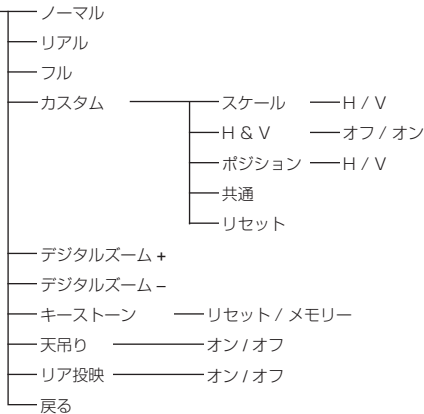 ノーマル
リアル
フル
カスタム スケール H / V
H & V オフ / オン
ポジション H / V
共通
リセット
デジタルズーム +
デジタルズーム –
キーストーン リセット / メモリー
天吊り オン / オフ
リア投映 オン / オフ
戻る